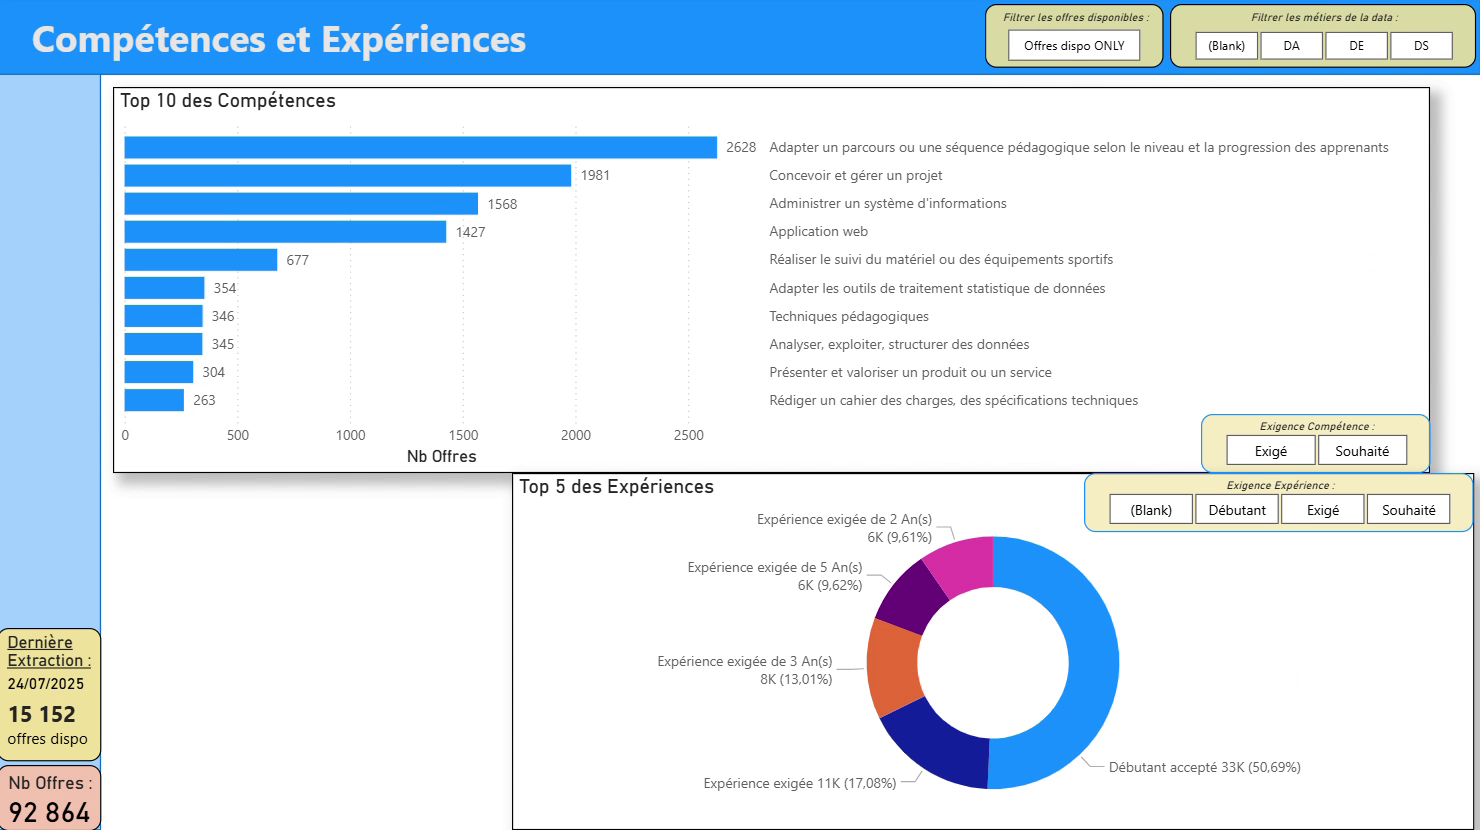 Compétences et Expériences
Filtrer les offres disponibles :
Offres dispo ONLY
Filtrer les métiers de la data :
(Blank) DA DE DS
Top 10 des Compétences
2628 Adapter un parcours ou une séquence pédagogique selon le niveau et la progression des apprenants
1981 Concevoir et gérer un projet
1568 Administrer un système d'informations
1427 Application web
677 Réaliser le suivi du matériel ou des équipements sportifs
354 Adapter les outils de traitement statistique de données
346 Techniques pédagogiques
345 Analyser, exploiter, structurer des données
304 Présenter et valoriser un produit ou un service
263 Rédiger un cahier des charges, des spécifications techniques
0 500 1000 1500 2000 2500
Nb Offres
Exigence Compétence :
Exigé Souhaité
Top 5 des Expériences
Exigence Expérience :
(Blank) Débutant Exigé Souhaité
Expérience exigée de 2 An(s)
6K (9,61%)
Expérience exigée de 5 An(s)
6K (9,62%)
Expérience exigée de 3 An(s)
8K (13,01%)
Expérience exigée 11K (17,08%)
Débutant accepté 33K (50,69%)
Dernière
Extraction :
24/07/2025
15 152
offres dispo
Nb Offres :
92 864